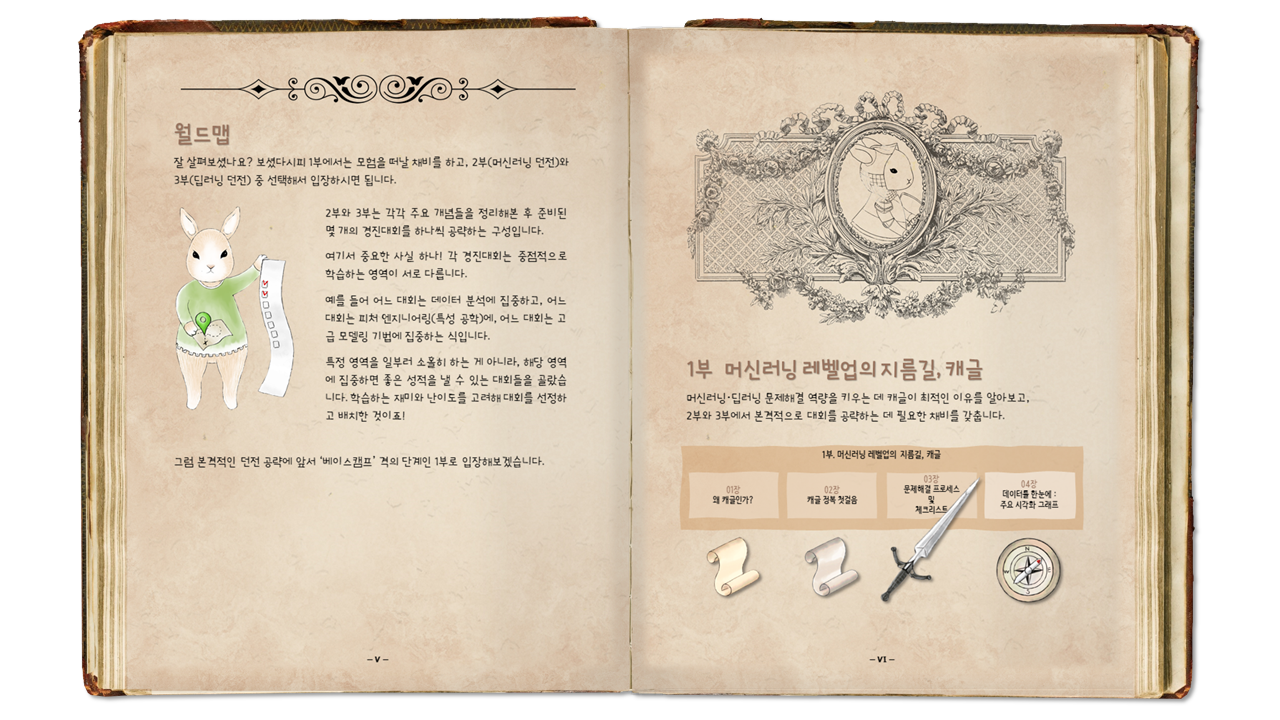 월드맵
잘 살펴보셨나요? 보셨다시피 1부에서는 모험을 떠날 채비를 하고, 2부(머신러닝 던전)와
3부(딥러닝 던전) 중 선택해서 입장하시면 됩니다.
2부와 3부는 각각 주요 개념들을 정리해본 후 준비된
몇 개의 경진대회를 하나씩 공략하는 구성입니다.
여기서 중요한 사실 하나! 각 경진대회는 중점적으로
학습하는 영역이 서로 다릅니다.
예를 들어 어느 대회는 데이터 분석에 집중하고, 어느
대회는 피처 엔지니어링(특성 공학)에, 어느 대회는 고
급 모델링 기법에 집중하는 식입니다.
특정 영역을 일부러 소홀히 하는 게 아니라, 해당 영역
에 집중하면 좋은 성적을 낼 수 있는 대회들을 골랐습
니다. 학습하는 재미와 난이도를 고려해 대회를 선정하
고 배치한 것이죠!
그럼 본격적인 던전 공략에 앞서 '베이스캠프' 격의 단계인 1부로 입장해보겠습니다.
– V –
1부 머신러닝 레벨업의 지름길, 캐글
머신러닝·딥러닝 문제해결 역량을 키우는 데 캐글이 최적인 이유를 알아보고,
2부와 3부에서 본격적으로 대회를 공략하는 데 필요한 채비를 갖춥니다.
1부. 머신러닝 레벨업의 지름길, 캐글
01장
왜 캐글인가?
02장
캐글 정복 첫걸음
03장
문제해결 프로세스
및
체크리스트
04장
데이터를 한눈에 :
주요 시각화 그래프
N
W
E
S
– VI –